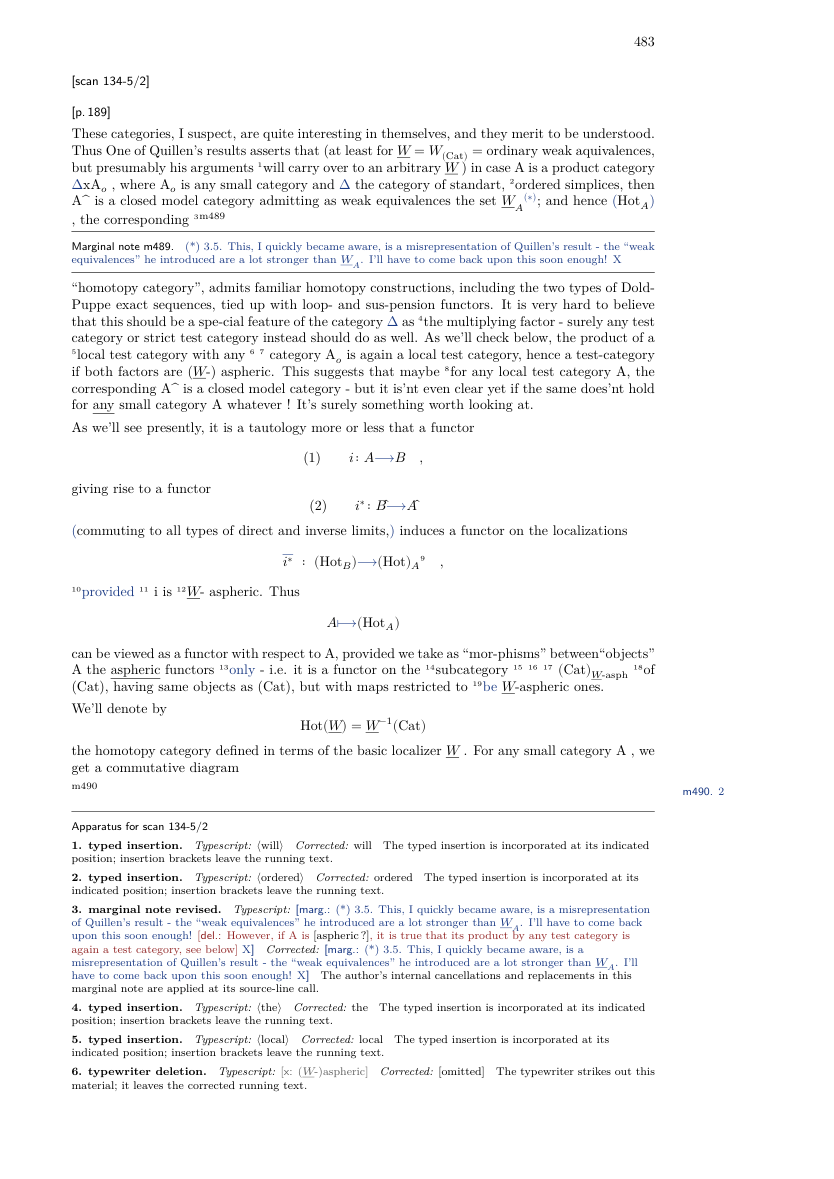 483
[scan 134-5/2]
[p. 189]
These categories, I suspect, are quite interesting in themselves, and they merit to be understood.
Thus One of Quillen's results asserts that (at least for W = W(Cat) = ordinary weak aquivalences,
but presumably his arguments ¹will carry over to an arbitrary W ) in case A is a product category
ΔxAₒ , where Aₒ is any small category and Δ the category of standart, ²ordered simplices, then
A^ is a closed model category admitting as weak equivalences the set W_A^(*); and hence (Hot_A)
, the corresponding ³ᵐ⁴⁸⁹
Marginal note m489. (*) 3.5. This, I quickly became aware, is a misrepresentation of Quillen's result - the “weak
equivalences” he introduced are a lot stronger than W_A. I'll have to come back upon this soon enough! X
“homotopy category”, admits familiar homotopy constructions, including the two types of Dold-
Puppe exact sequences, tied up with loop- and sus-pension functors. It is very hard to believe
that this should be a spe-cial feature of the category Δ as ⁴the multiplying factor - surely any test
category or strict test category instead should do as well. As we'll check below, the product of a
⁵local test category with any ⁶ ⁷ category Aₒ is again a local test category, hence a test-category
if both factors are (W-) aspheric. This suggests that maybe ⁸for any local test category A, the
corresponding A^ is a closed model category - but it is'nt even clear yet if the same does'nt hold
for any small category A whatever ! It's surely something worth looking at.
As we'll see presently, it is a tautology more or less that a functor
(1) i: A⟶B ,
giving rise to a functor
(2) i*: B^⟶A^
(commuting to all types of direct and inverse limits,) induces a functor on the localizations
i* : (Hot_B)⟶(Hot)_A⁹ ,
¹⁰provided ¹¹ i is ¹²W- aspheric. Thus
A⟼(Hot_A)
can be viewed as a functor with respect to A, provided we take as “mor-phisms” between“objects”
A the aspheric functors ¹³only - i.e. it is a functor on the ¹⁴subcategory ¹⁵ ¹⁶ ¹⁷ (Cat)_W-asph ¹⁸of
(Cat), having same objects as (Cat), but with maps restricted to ¹⁹be W-aspheric ones.
We'll denote by
Hot(W) = W⁻¹(Cat)
the homotopy category defined in terms of the basic localizer W . For any small category A , we
get a commutative diagram
m490
m490. 2
Apparatus for scan 134-5/2
1. typed insertion. Typescript: ⟨will⟩ Corrected: will The typed insertion is incorporated at its indicated
position; insertion brackets leave the running text.
2. typed insertion. Typescript: ⟨ordered⟩ Corrected: ordered The typed insertion is incorporated at its
indicated position; insertion brackets leave the running text.
3. marginal note revised. Typescript: [marg.: (*) 3.5. This, I quickly became aware, is a misrepresentation
of Quillen's result - the “weak equivalences” he introduced are a lot stronger than W_A. I'll have to come back
upon this soon enough! [del.: However, if A is [aspheric ?], it is true that its product by any test category is
again a test category, see below] X] Corrected: [marg.: (*) 3.5. This, I quickly became aware, is a
misrepresentation of Quillen's result - the “weak equivalences” he introduced are a lot stronger than W_A. I'll
have to come back upon this soon enough! X] The author's internal cancellations and replacements in this
marginal note are applied at its source-line call.
4. typed insertion. Typescript: ⟨the⟩ Corrected: the The typed insertion is incorporated at its indicated
position; insertion brackets leave the running text.
5. typed insertion. Typescript: ⟨local⟩ Corrected: local The typed insertion is incorporated at its
indicated position; insertion brackets leave the running text.
6. typewriter deletion. Typescript: [x: (W-)aspheric] Corrected: [omitted] The typewriter strikes out this
material; it leaves the corrected running text.